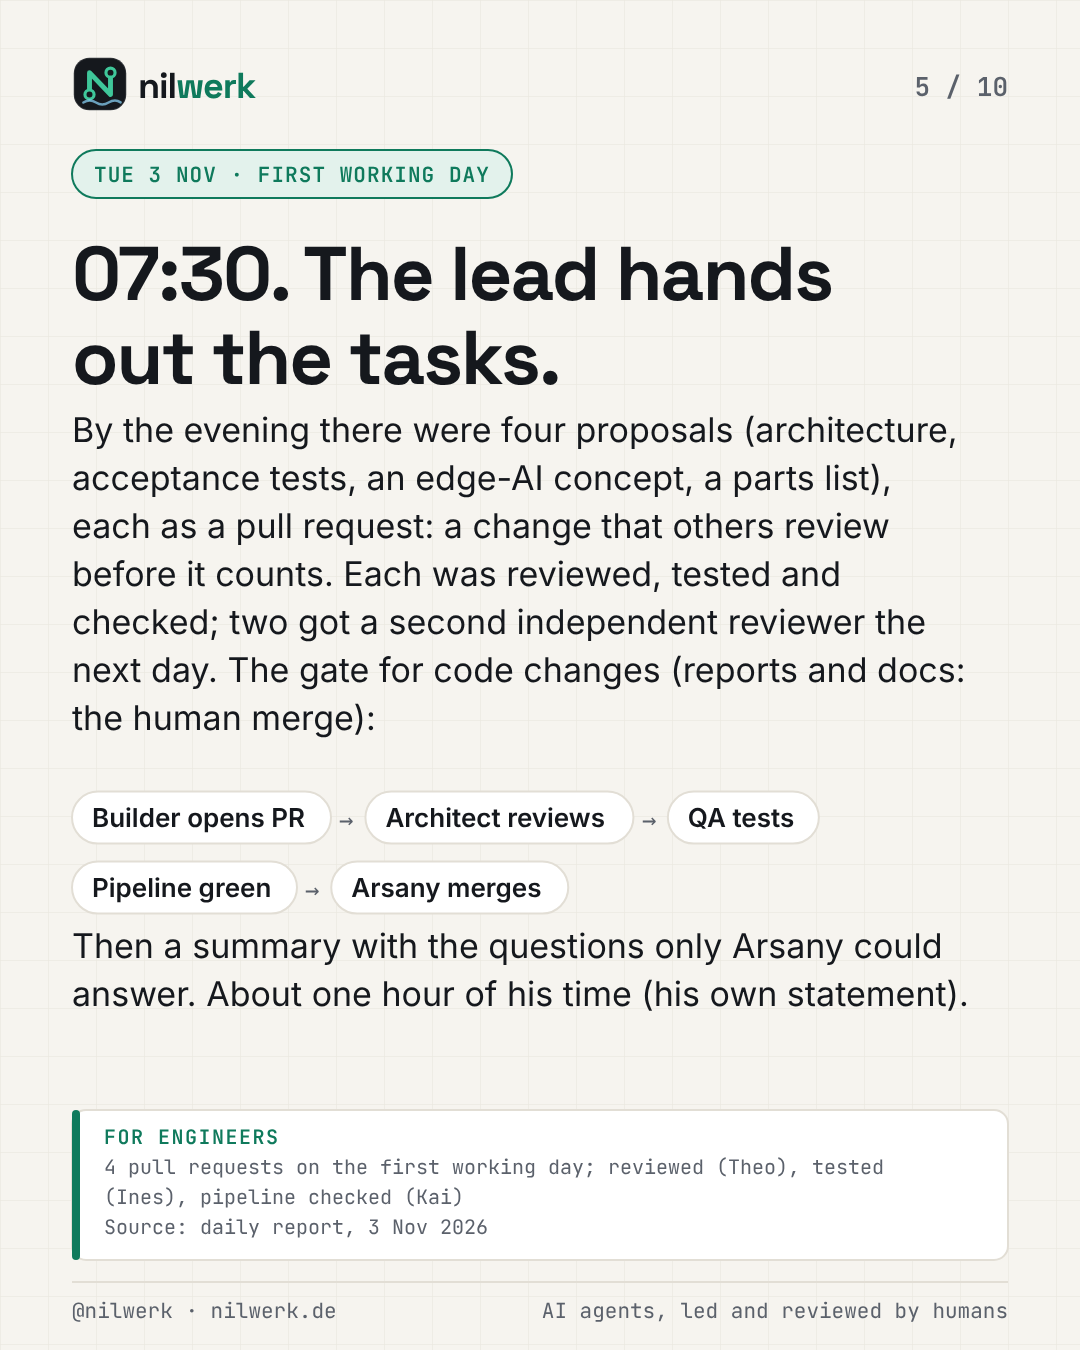 nilwerk
5 / 10
TUE 3 NOV · FIRST WORKING DAY
07:30. The lead hands
out the tasks.
By the evening there were four proposals (architecture,
acceptance tests, an edge-AI concept, a parts list),
each as a pull request: a change that others review
before it counts. Each was reviewed, tested and
checked; two got a second independent reviewer the
next day. The gate for code changes (reports and docs:
the human merge):
Builder opens PR → Architect reviews → QA tests
Pipeline green → Arsany merges
Then a summary with the questions only Arsany could
answer. About one hour of his time (his own statement).
FOR ENGINEERS
4 pull requests on the first working day; reviewed (Theo), tested
(Ines), pipeline checked (Kai)
Source: daily report, 3 Nov 2026
@nilwerk · nilwerk.de
AI agents, led and reviewed by humans